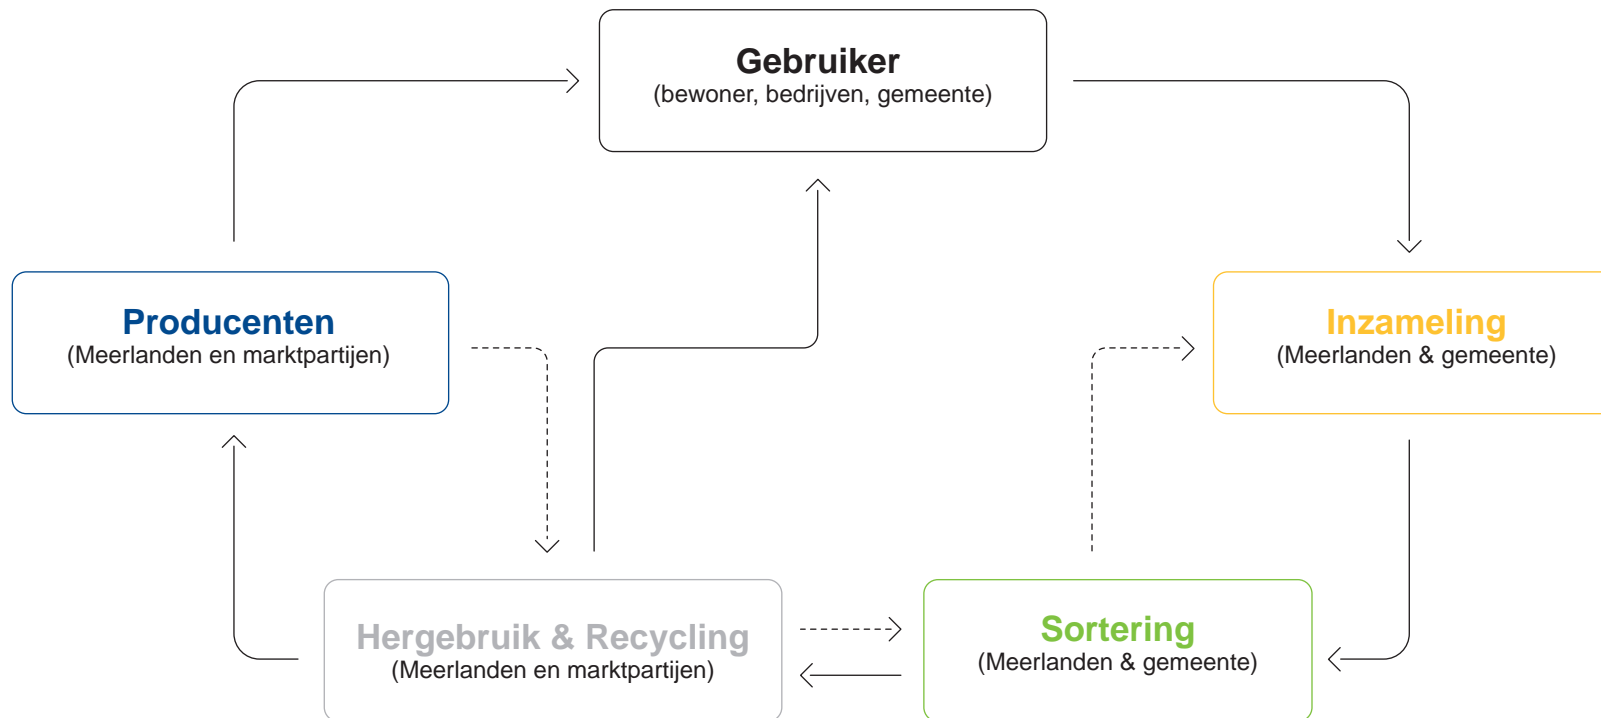 Gebruiker
(bewoner, bedrijven, gemeente)
Producenten
(Meerlanden en marktpartijen)
Inzameling
(Meerlanden & gemeente)
Hergebruik & Recycling
(Meerlanden en marktpartijen)
Sortering
(Meerlanden & gemeente)